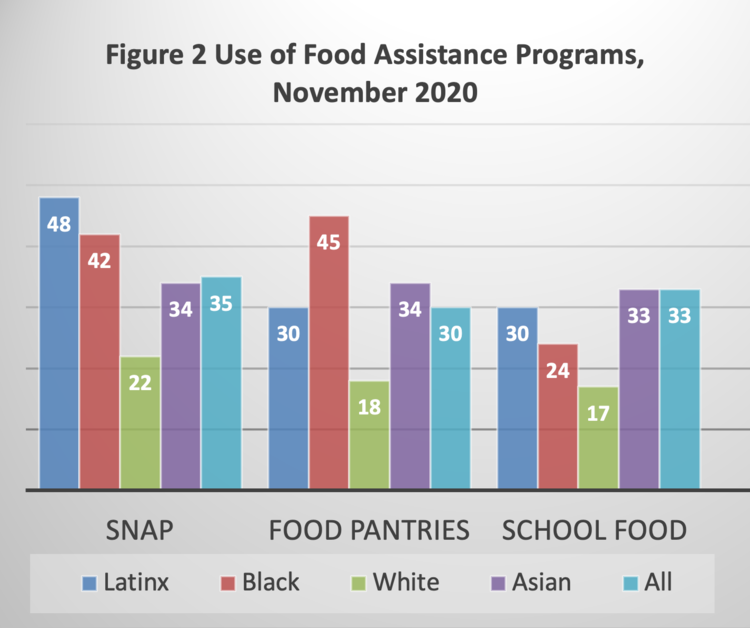 Figure 2 Use of Food Assistance Programs,
November 2020
48
42
22
34
35
30
45
18
34
30
30
24
17
33
33
SNAP
FOOD PANTRIES
SCHOOL FOOD
Latinx
Black
White
Asian
All